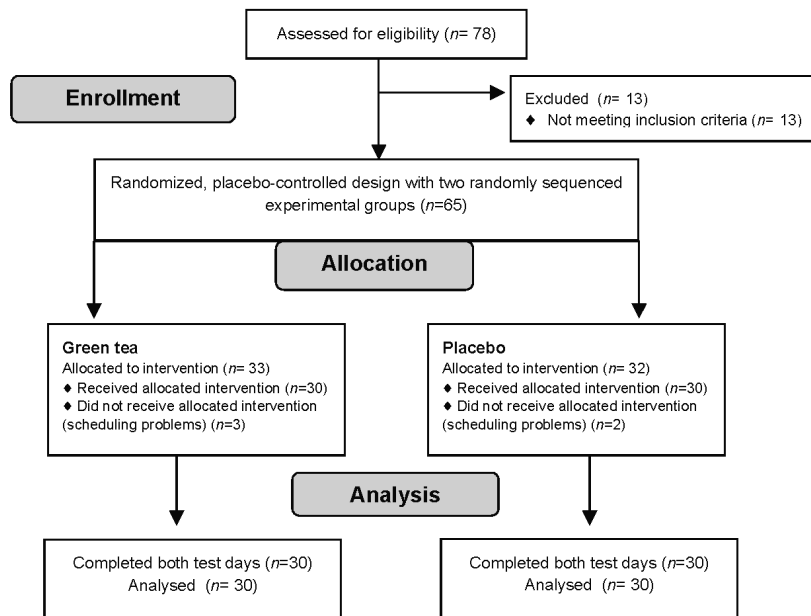 Assessed for eligibility (n= 78)
Enrollment
Excluded (n= 13)
♦ Not meeting inclusion criteria (n= 13)
Randomized, placebo-controlled design with two randomly sequenced
experimental groups (n=65)
Allocation
Green tea
Allocated to intervention (n= 33)
♦ Received allocated intervention (n=30)
♦ Did not receive allocated intervention
(scheduling problems) (n=3)
Placebo
Allocated to intervention (n= 32)
♦ Received allocated intervention (n=30)
♦ Did not receive allocated intervention
(scheduling problems) (n=2)
Analysis
Completed both test days (n=30)
Analysed (n= 30)
Completed both test days (n=30)
Analysed (n= 30)